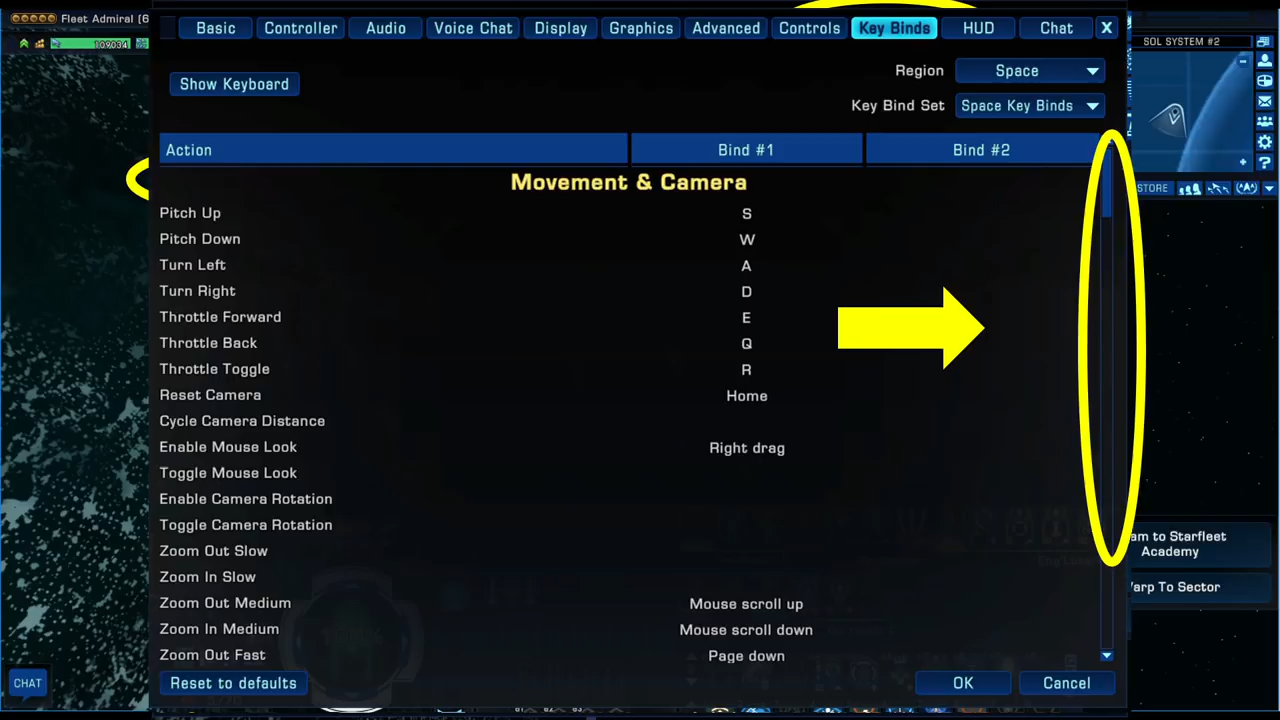 Fleet Admiral (6
109034
Basic
Controller
Audio
Voice Chat
Display
Graphics
Advanced
Controls
Key Binds
HUD
Chat
X
SOL SYSTEM #2
Show Keyboard
Region
Space
Key Bind Set
Space Key Binds
Action
Bind #1
Bind #2
Movement & Camera
STORE
Pitch Up
S
Pitch Down
W
Turn Left
A
Turn Right
D
Throttle Forward
E
Throttle Back
Q
Throttle Toggle
R
Reset Camera
Home
Cycle Camera Distance
Enable Mouse Look
Right drag
Toggle Mouse Look
Enable Camera Rotation
Toggle Camera Rotation
Zoom Out Slow
Zoom In Slow
Zoom Out Medium
Mouse scroll up
Zoom In Medium
Mouse scroll down
Zoom Out Fast
Page down
am to Starfleet
Academy
arp To Sector
CHAT
Reset to defaults
OK
Cancel